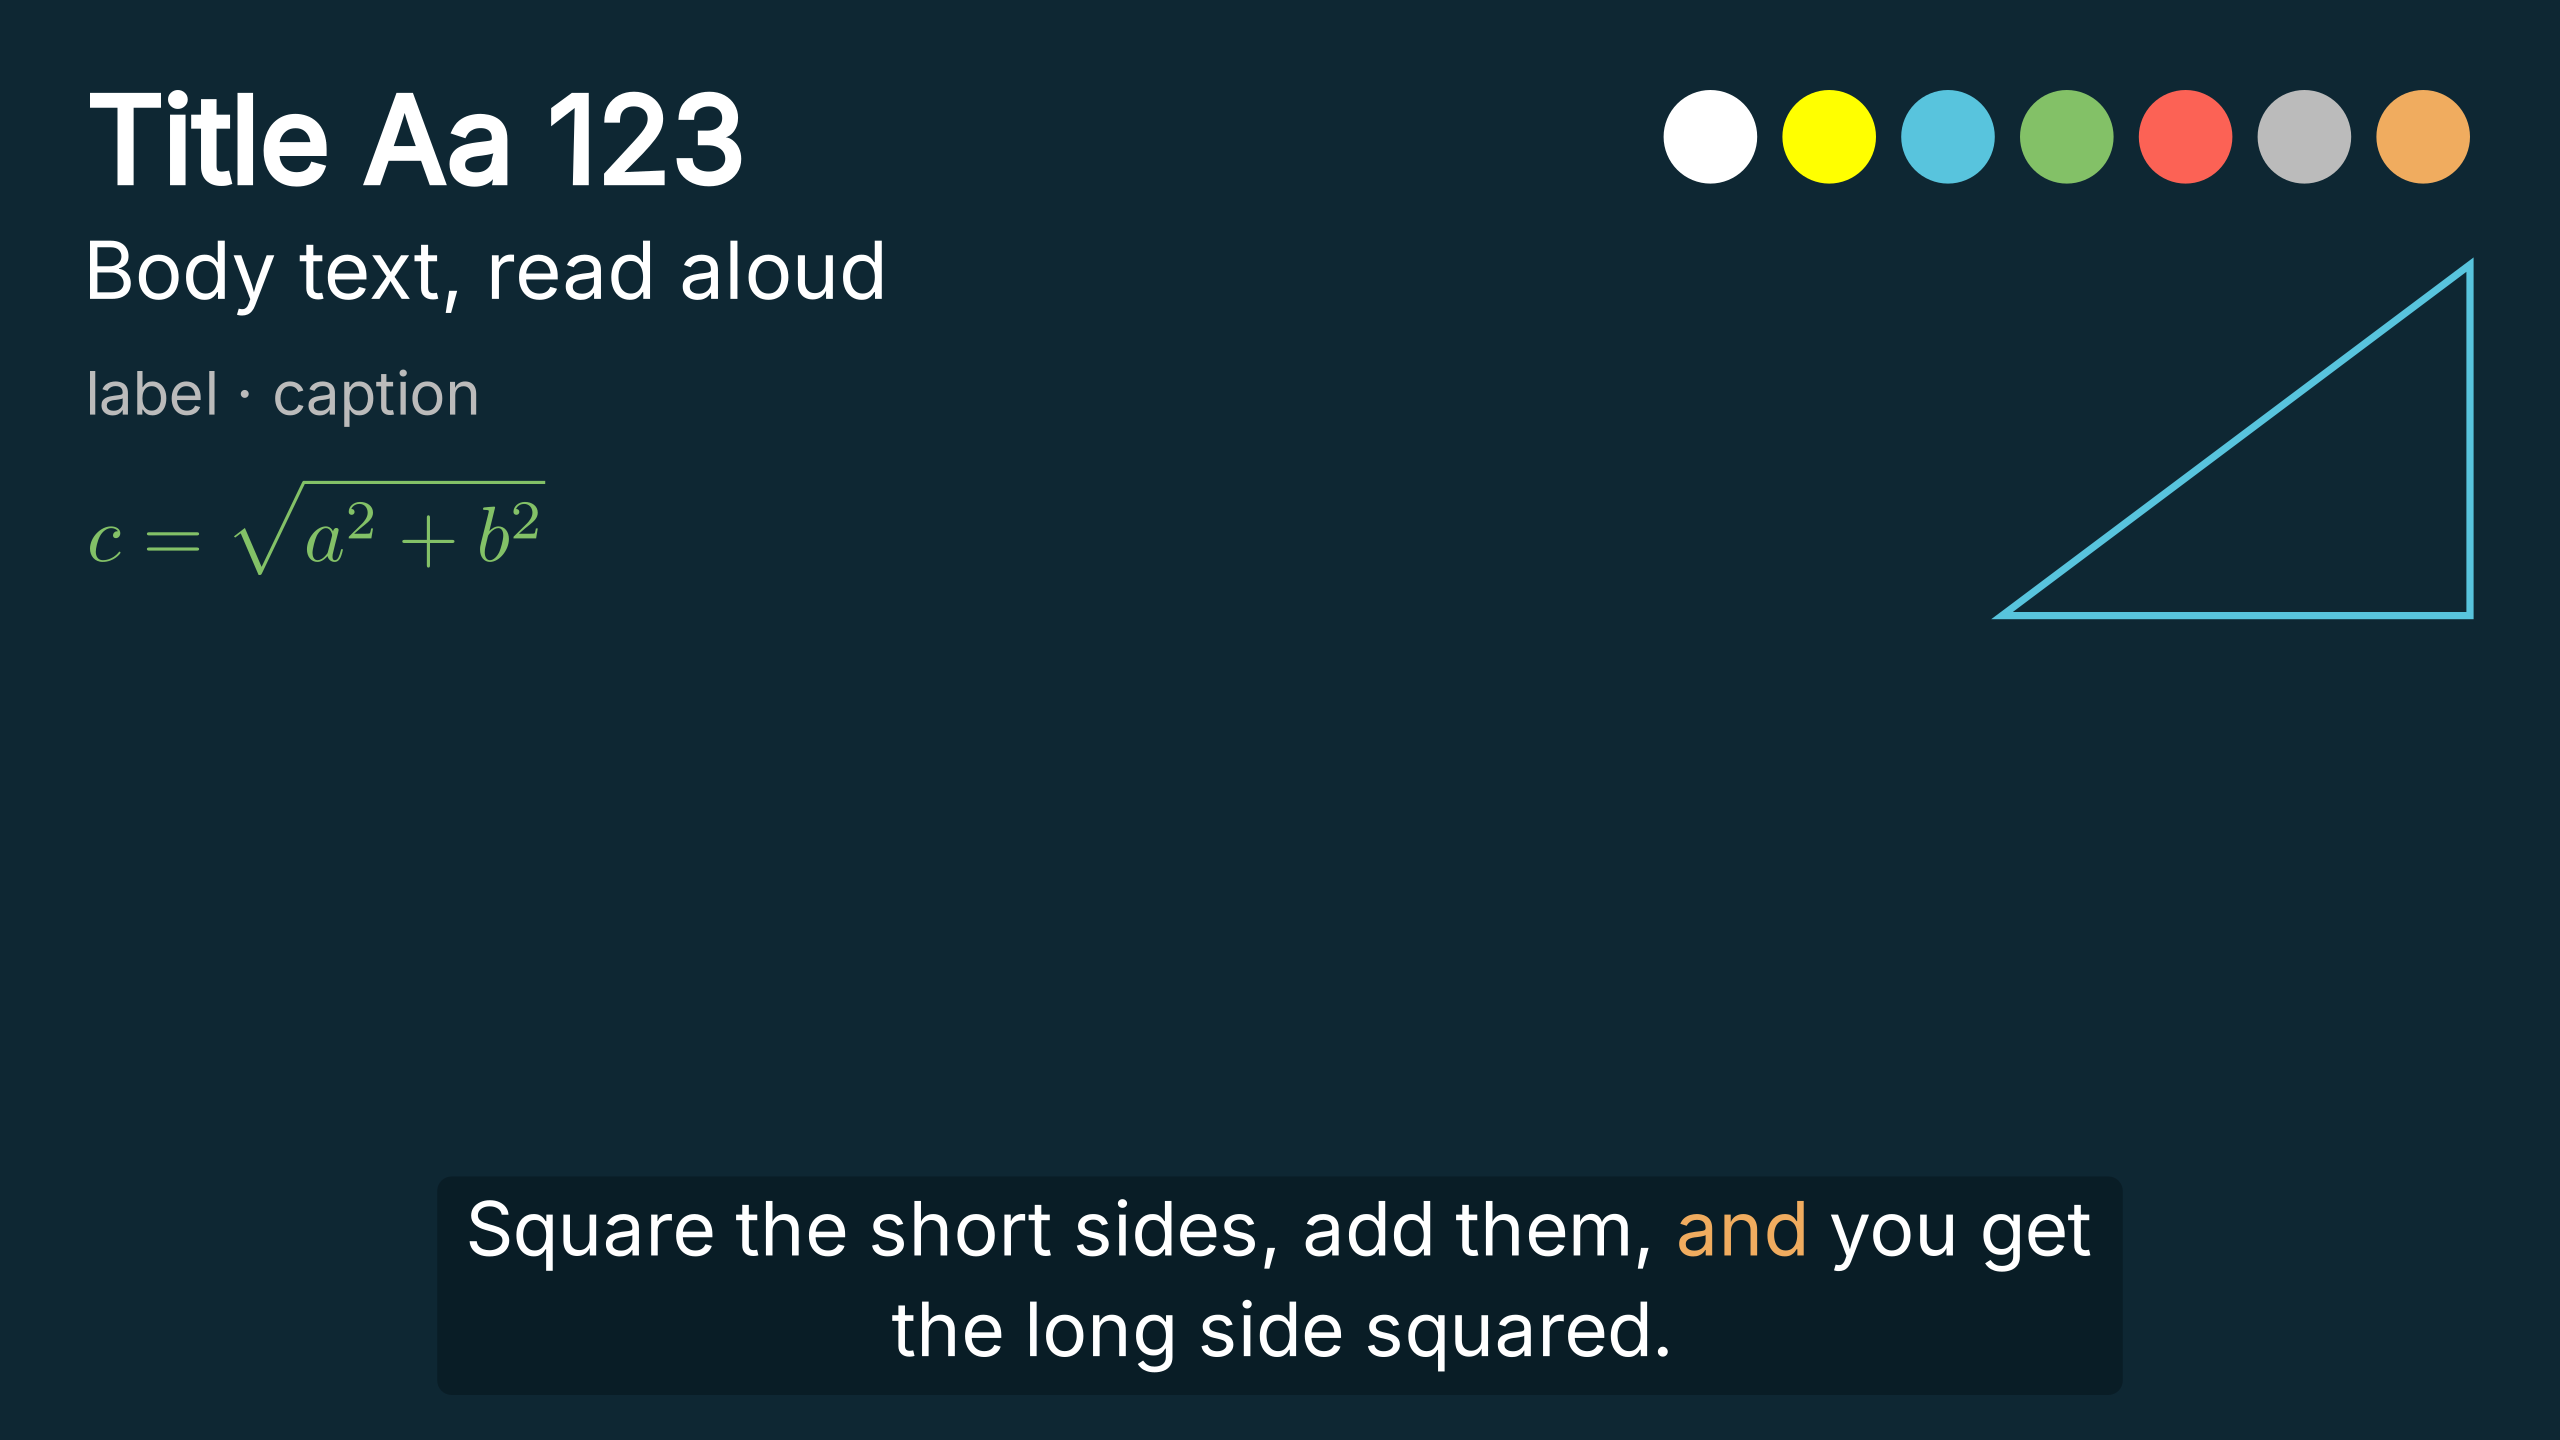 Title Aa 123
Body text, read aloud
label · caption
c = √(a² + b²)
Square the short sides, add them, and you get
the long side squared.